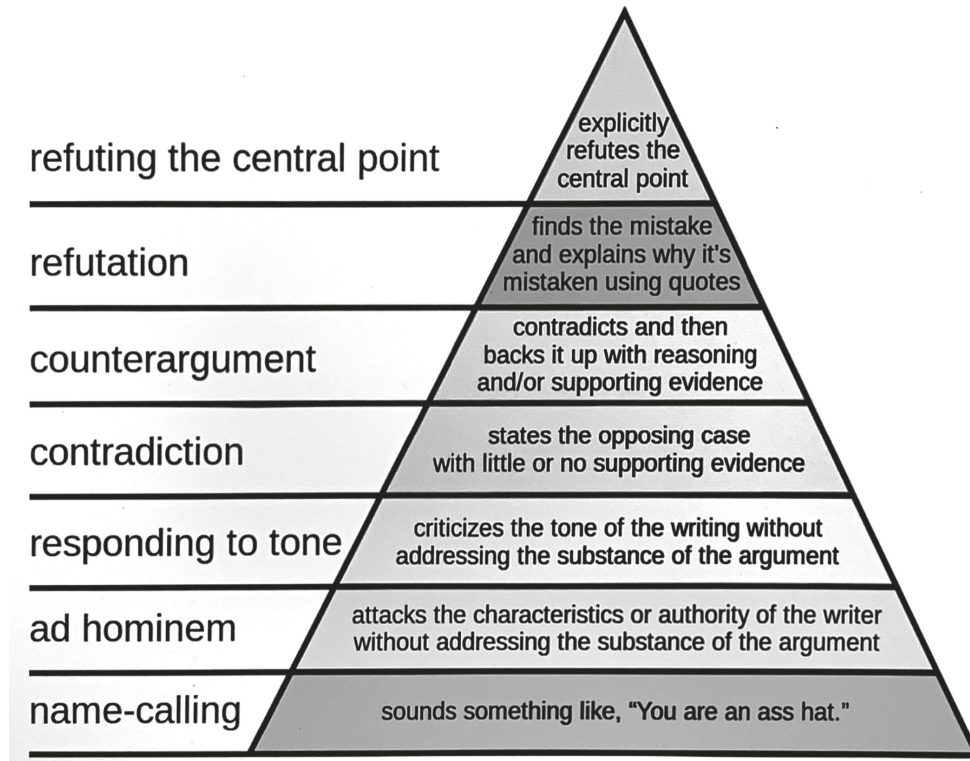 refuting the central point
explicitly
refutes the
central point
refutation
finds the mistake
and explains why it's
mistaken using quotes
counterargument
contradicts and then
backs it up with reasoning
and/or supporting evidence
contradiction
states the opposing case
with little or no supporting evidence
responding to tone
criticizes the tone of the writing without
addressing the substance of the argument
ad hominem
attacks the characteristics or authority of the writer
without addressing the substance of the argument
name-calling
sounds something like, “You are an ass hat.”